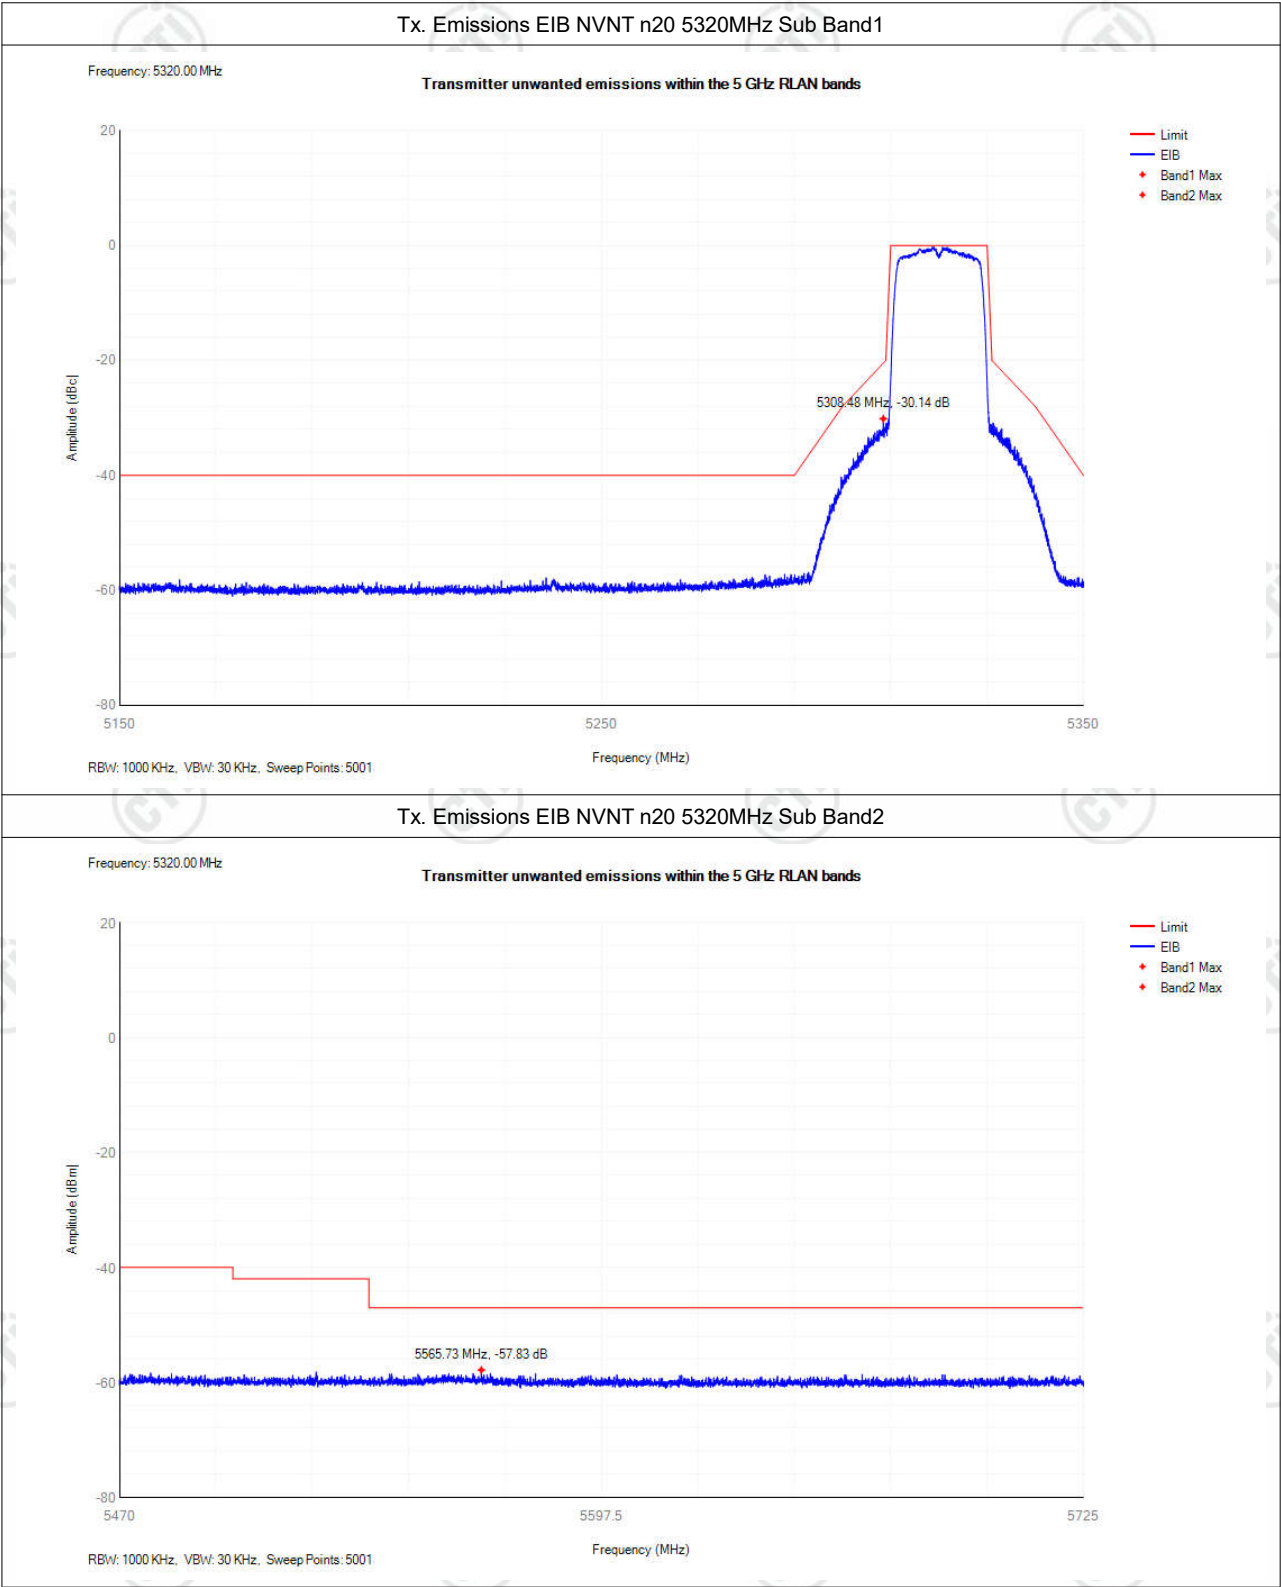 Tx. Emissions EIB NVNT n20 5320MHz Sub Band1
Frequency: 5320.00 MHz
Transmitter unwanted emissions within the 5 GHz RLAN bands
20
0
-20
-40
-60
-80
Amplitude [dBc]
Limit
EIB
Band1 Max
Band2 Max
5308.48 MHz, -30.14 dB
5150
5250
5350
Frequency (MHz)
RBW: 1000 KHz, VBW: 30 KHz, Sweep Points: 5001
Tx. Emissions EIB NVNT n20 5320MHz Sub Band2
Frequency: 5320.00 MHz
Transmitter unwanted emissions within the 5 GHz RLAN bands
20
0
-20
-40
-60
-80
Amplitude [dBm]
Limit
EIB
Band1 Max
Band2 Max
5565.73 MHz, -57.83 dB
5470
5597.5
5725
Frequency (MHz)
RBW: 1000 KHz, VBW: 30 KHz, Sweep Points: 5001